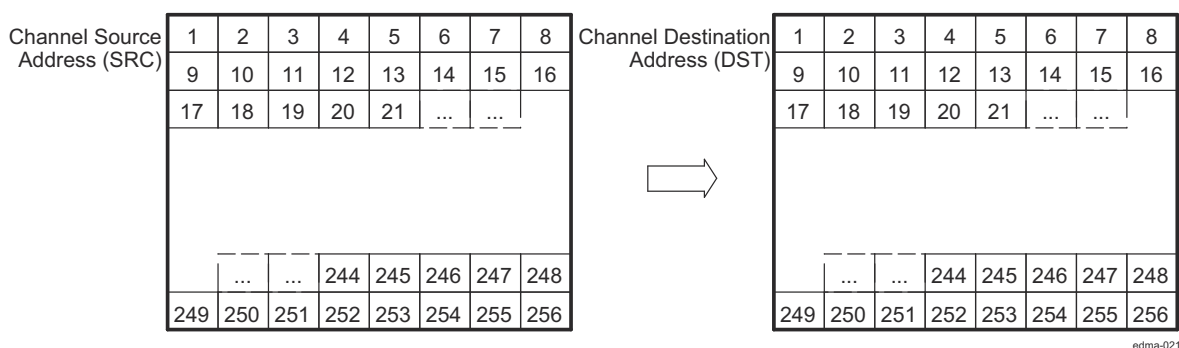 Channel Source
Address (SRC)
1 2 3 4 5 6 7 8
9 10 11 12 13 14 15 16
17 18 19 20 21 ... ...
... ... 244 245 246 247 248
249 250 251 252 253 254 255 256
Channel Destination
Address (DST)
1 2 3 4 5 6 7 8
9 10 11 12 13 14 15 16
17 18 19 20 21 ... ...
... ... 244 245 246 247 248
249 250 251 252 253 254 255 256
edma-021